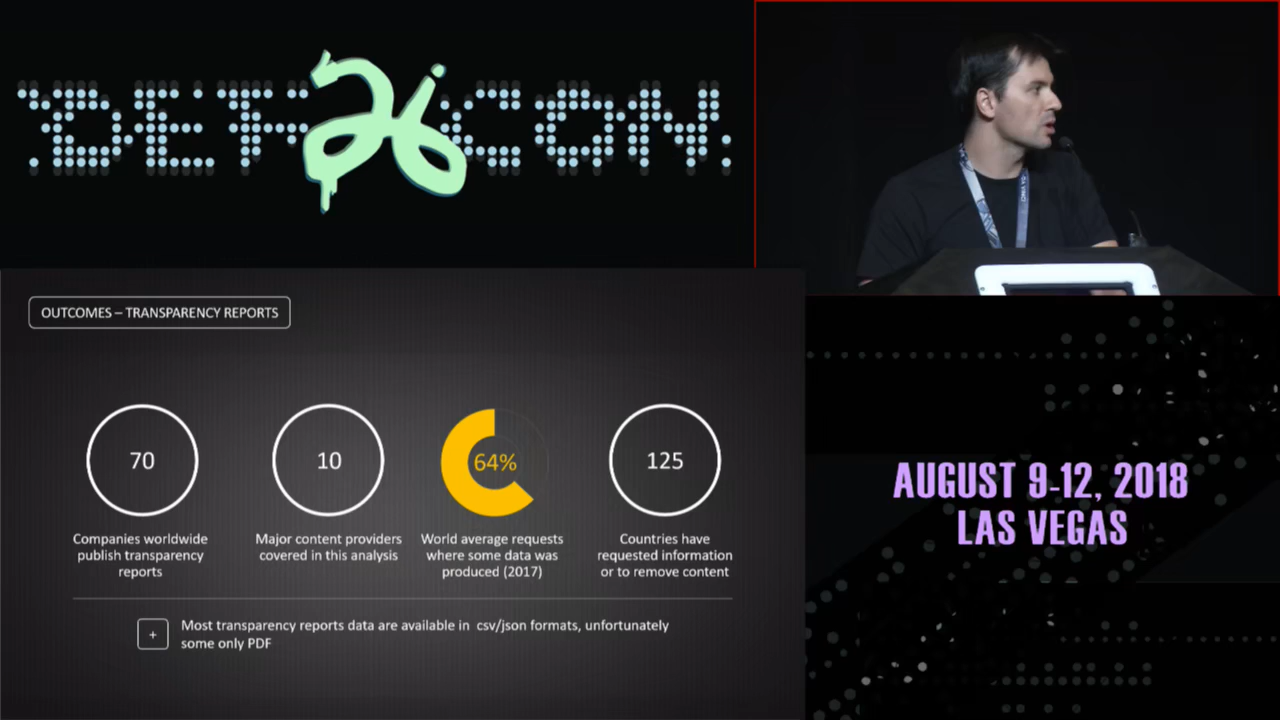 DEF CON
26
OUTCOMES – TRANSPARENCY REPORTS
70
Companies worldwide
publish transparency
reports
10
Major content providers
covered in this analysis
64%
World average requests
where some data was
produced (2017)
125
Countries have
requested information
or to remove content
+
Most transparency reports data are available in csv/json formats, unfortunately
some only PDF
AUGUST 9-12, 2018
LAS VEGAS